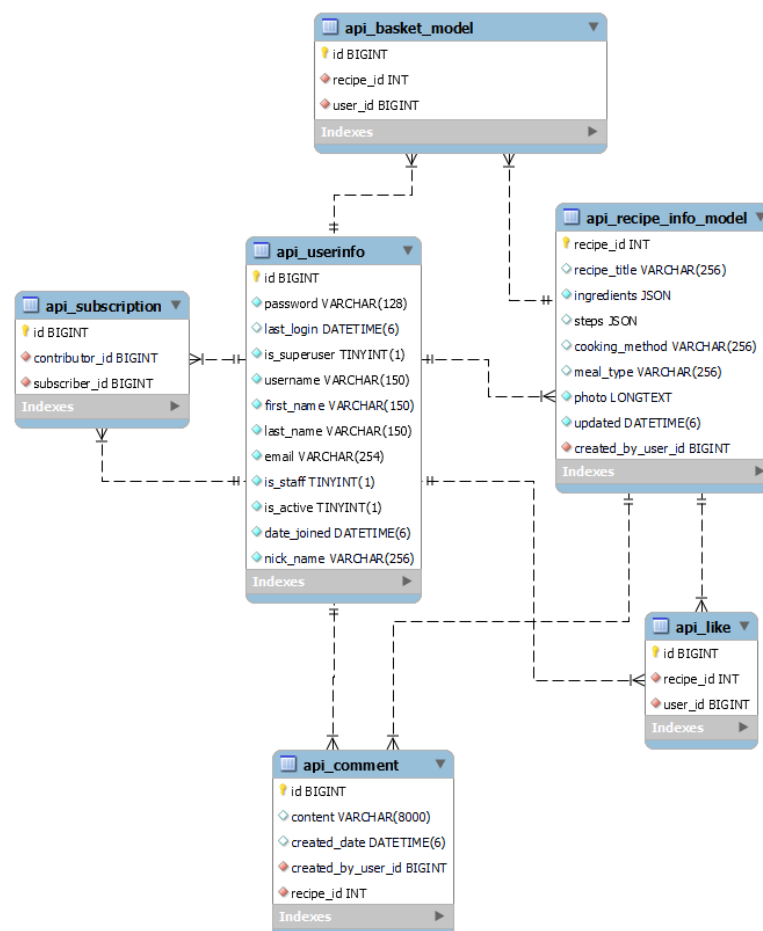 api_basket_model
id BIGINT
recipe_id INT
user_id BIGINT
Indexes
api_recipe_info_model
recipe_id INT
recipe_title VARCHAR(256)
ingredients JSON
steps JSON
cooking_method VARCHAR(256)
meal_type VARCHAR(256)
photo LONGTEXT
updated DATETIME(6)
created_by_user_id BIGINT
Indexes
api_userinfo
id BIGINT
password VARCHAR(128)
last_login DATETIME(6)
is_superuser TINYINT(1)
username VARCHAR(150)
first_name VARCHAR(150)
last_name VARCHAR(150)
email VARCHAR(254)
is_staff TINYINT(1)
is_active TINYINT(1)
date_joined DATETIME(6)
nick_name VARCHAR(256)
Indexes
api_subscription
id BIGINT
contributor_id BIGINT
subscriber_id BIGINT
Indexes
api_like
id BIGINT
recipe_id INT
user_id BIGINT
Indexes
api_comment
id BIGINT
content VARCHAR(8000)
created_date DATETIME(6)
created_by_user_id BIGINT
recipe_id INT
Indexes